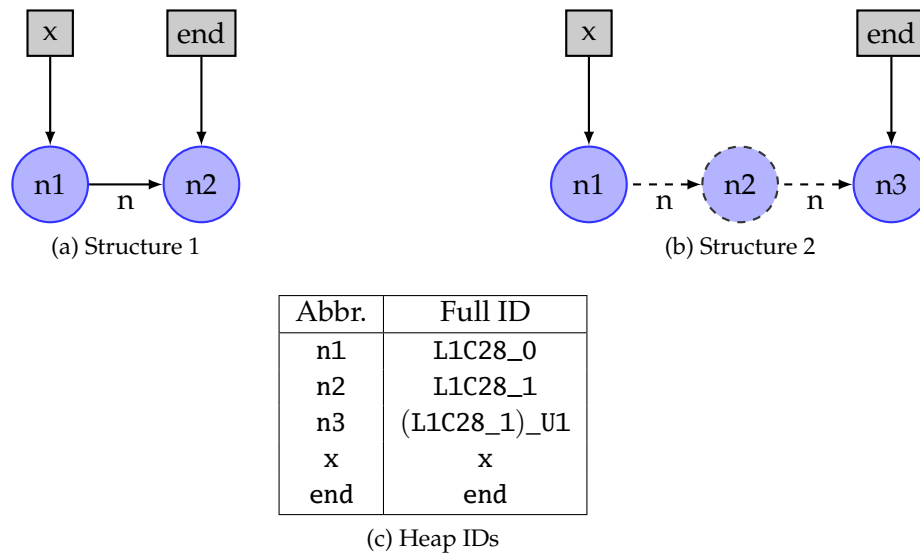 x end x end
n1 n2 n1 n2 n3
n n n
(a) Structure 1 (b) Structure 2
Abbr. Full ID
n1 L1C28_0
n2 L1C28_1
n3 (L1C28_1)_U1
x x
end end
(c) Heap IDs